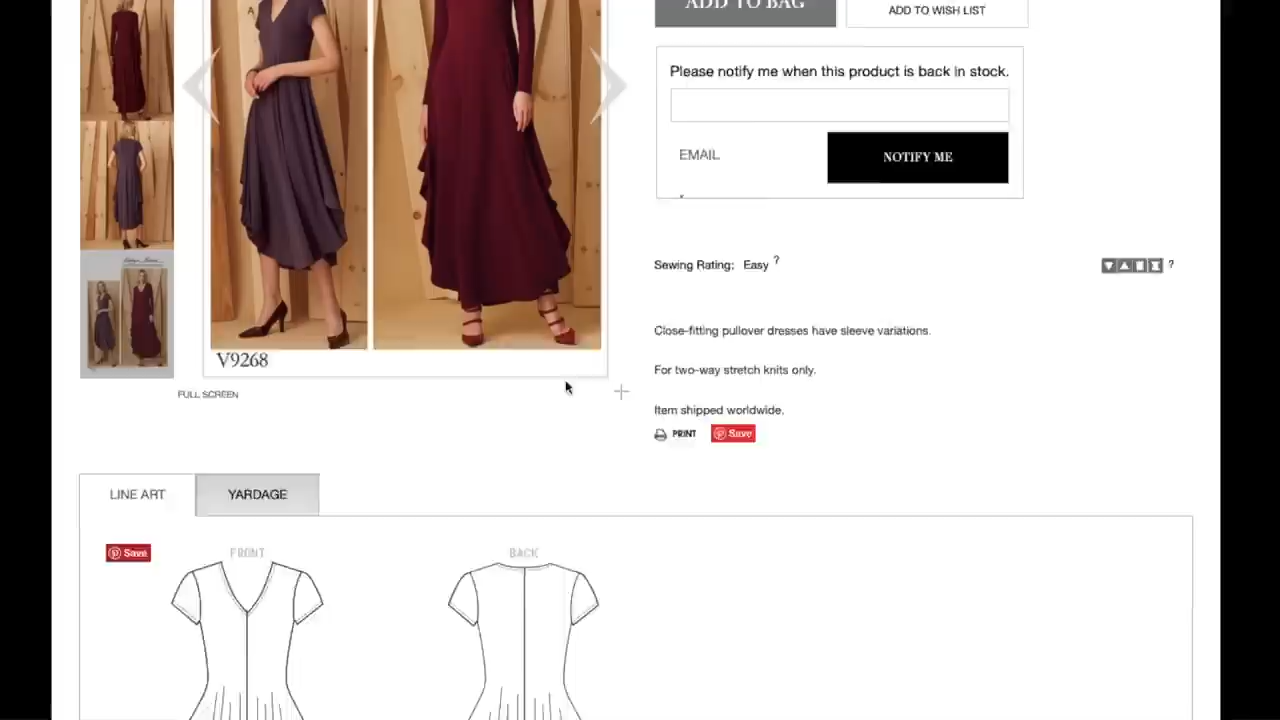 ADD TO BAG
ADD TO WISH LIST
Please notify me when this product is back in stock.
EMAIL
NOTIFY ME
Sewing Rating: Easy ?
?
Close-fitting pullover dresses have sleeve variations.
For two-way stretch knits only.
Item shipped worldwide.
PRINT
Save
V9268
FULL SCREEN
LINE ART
YARDAGE
Save
FRONT
BACK